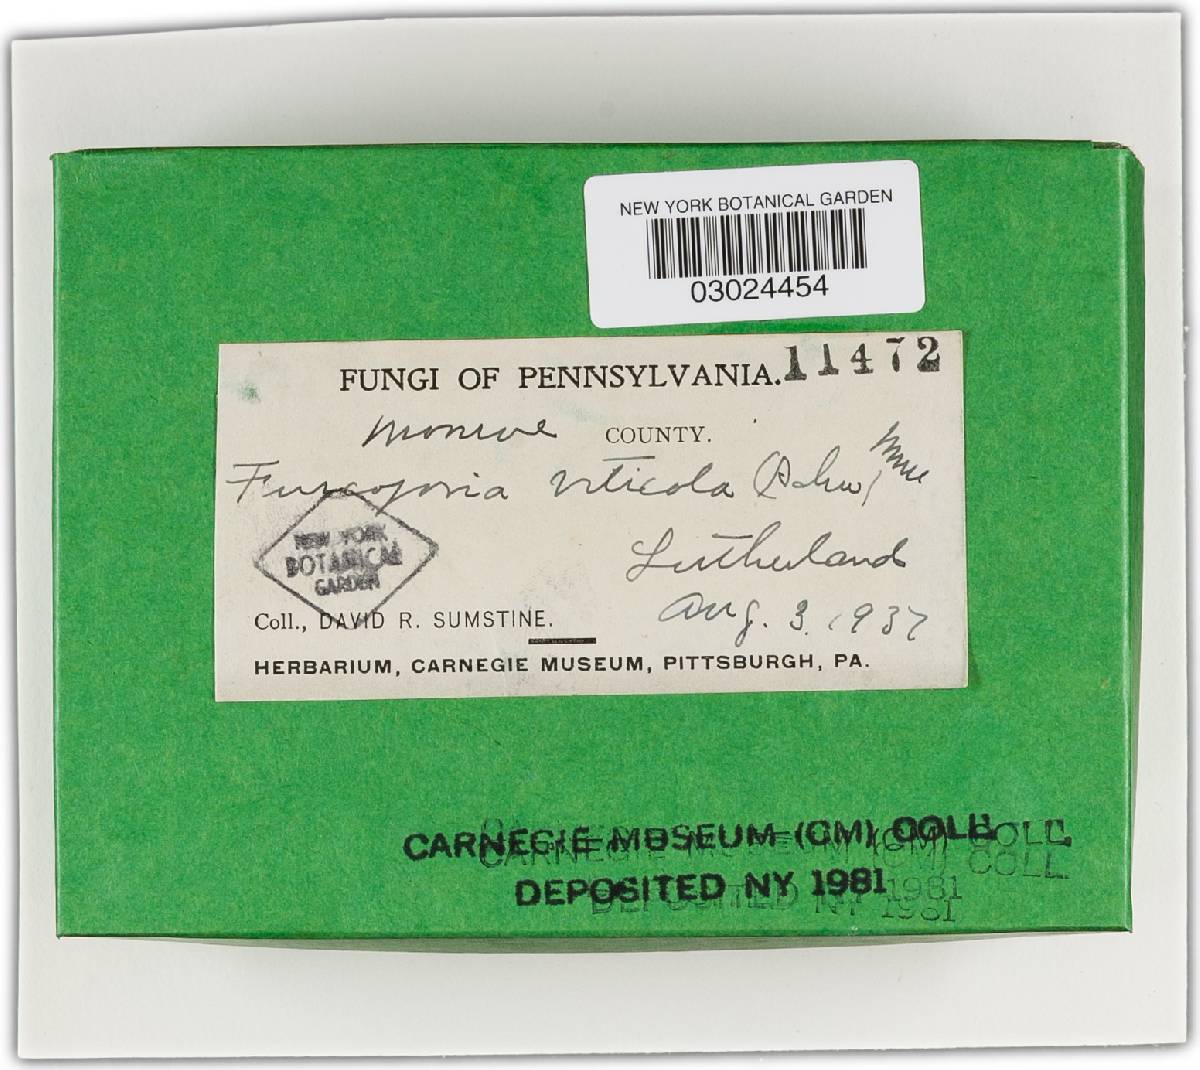 NEW YORK BOTANICAL GARDEN
03024454
FUNGI OF PENNSYLVANIA. 11472
Monroe COUNTY.
Fuscoporia viticola (Schw) Murr
NEW YORK
BOTANICAL
GARDEN
Lutherland
Aug. 3, 1937
Coll., DAVID R. SUMSTINE.
HERBARIUM, CARNEGIE MUSEUM, PITTSBURGH, PA.
CARNEGIE MUSEUM (CM) COLL.
DEPOSITED NY 1981